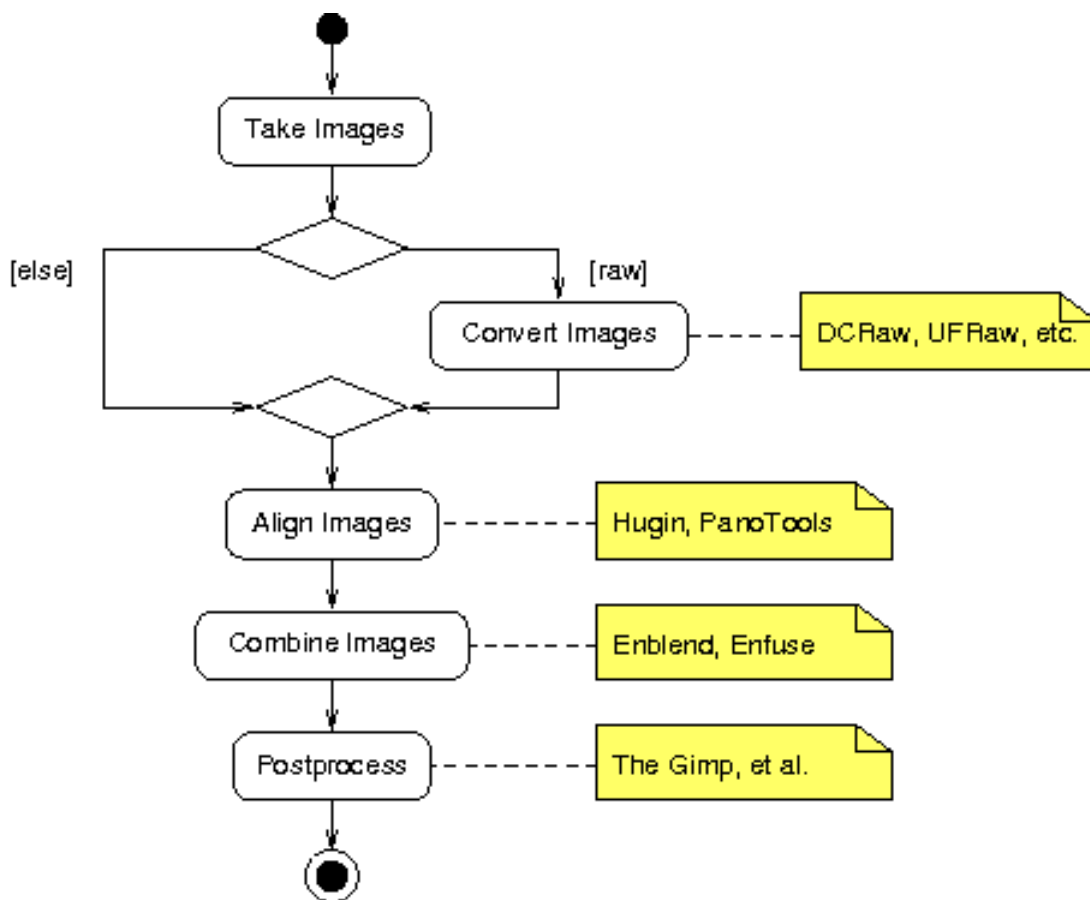 Take Images
[else]
[raw]
Convert Images
DCRaw, UFRaw, etc.
Align Images
Hugin, PanoTools
Combine Images
Enblend, Enfuse
Postprocess
The Gimp, et al.